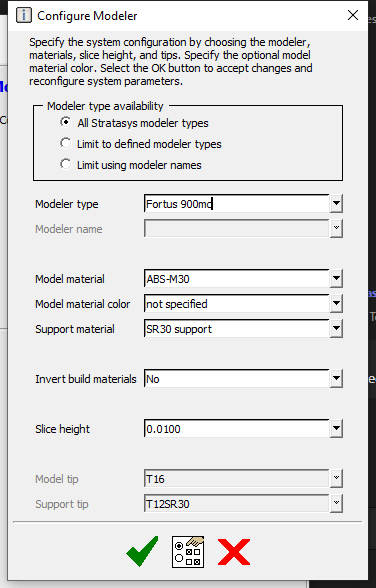 Configure Modeler
Specify the system configuration by choosing the modeler,
materials, slice height, and tips. Specify the optional model
material color. Select the OK button to accept changes and
reconfigure system parameters.
Modeler type availability
All Stratasys modeler types
Limit to defined modeler types
Limit using modeler names
Modeler type Fortus 900mc
Modeler name
Model material ABS-M30
Model material color not specified
Support material SR30 support
Invert build materials No
Slice height 0.0100
Model tip T16
Support tip T12SR30